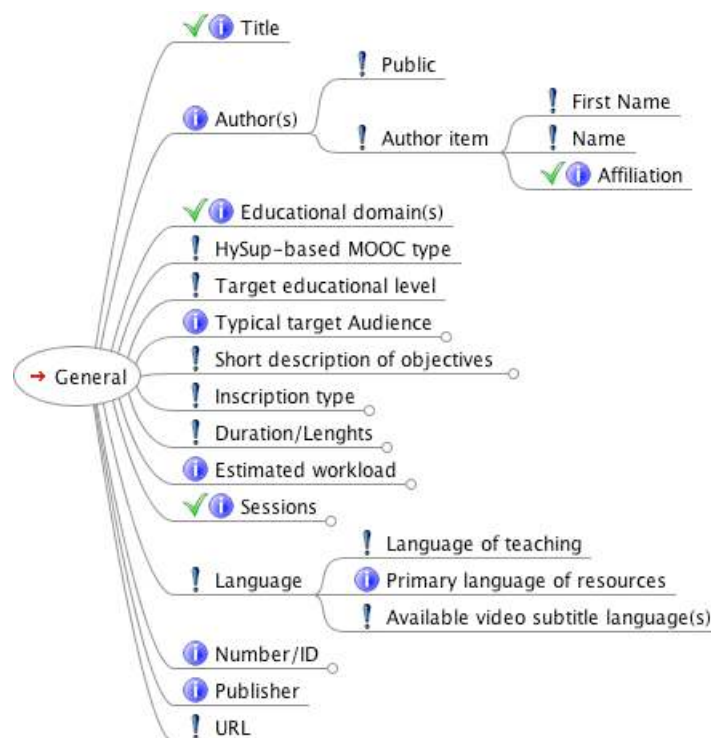 Title
Author(s)
Public
Author item
First Name
Name
Affiliation
Educational domain(s)
HySup-based MOOC type
Target educational level
Typical target Audience
Short description of objectives
General
Inscription type
Duration/Lenghts
Estimated workload
Sessions
Language
Language of teaching
Primary language of resources
Available video subtitle language(s)
Number/ID
Publisher
URL